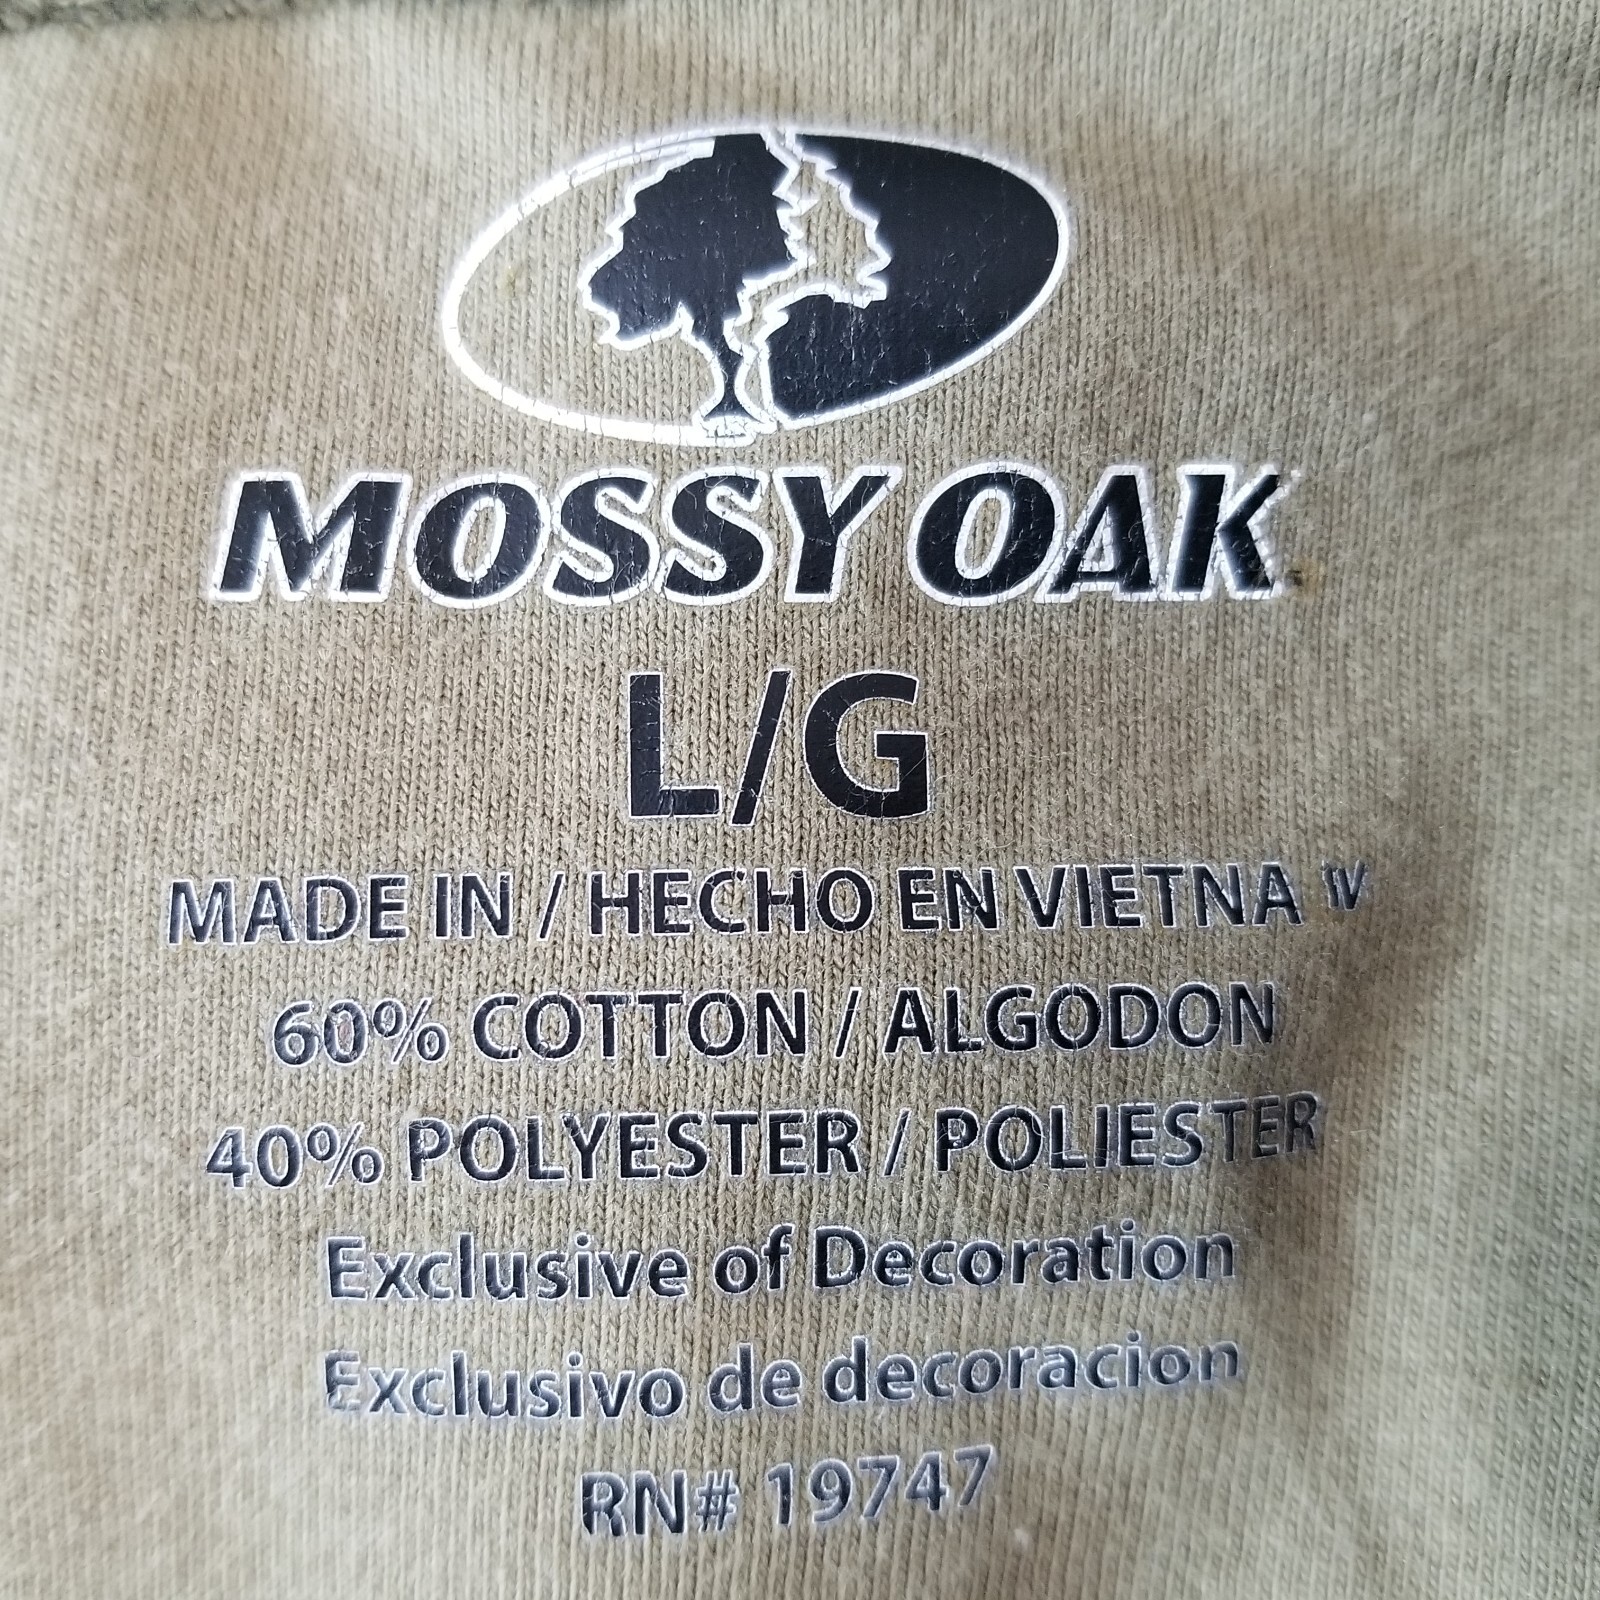 MOSSY OAK
L/G
MADE IN / HECHO EN VIETNAM
60% COTTON / ALGODON
40% POLYESTER / POLIESTER
Exclusive of Decoration
Exclusivo de decoracion
RN# 19747